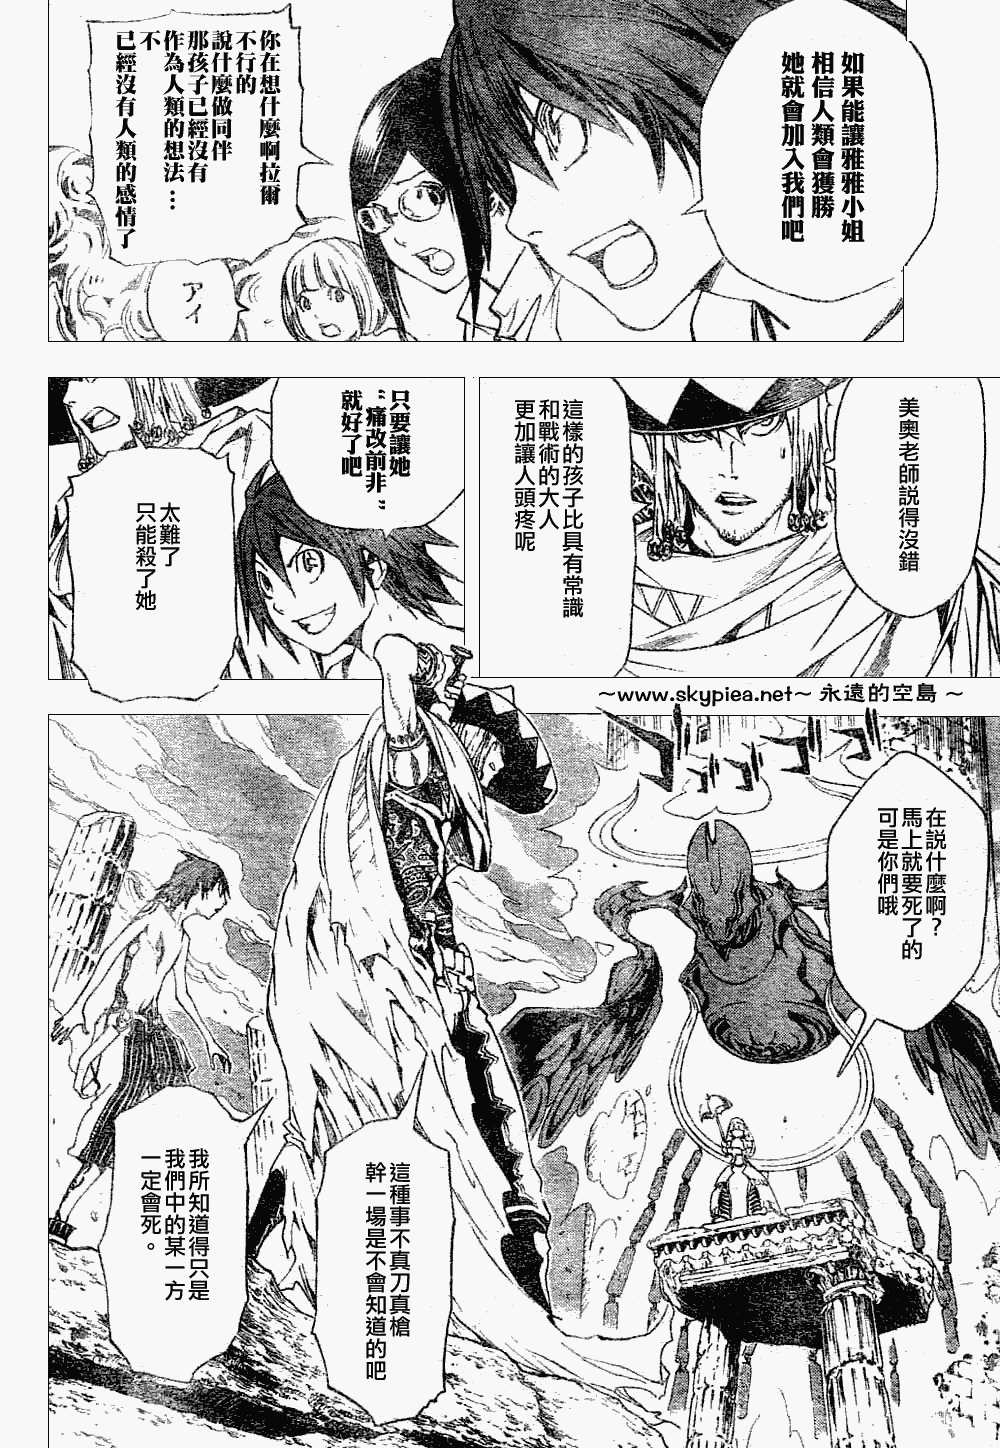 如果能讓雅雅小姐
相信人類會獲勝
她就會加入我們吧
你在想什麼啊拉爾
不行的
說什麼做同伴
那孩子已經沒有
作為人類的想法…
不
已經沒有人類的感情了
アイ
美奧老師説得沒錯
這樣的孩子比具有常識
和戰術的大人
更加讓人頭疼呢
只要讓她
“痛改前非”
就好了吧
太難了
只能殺了她
~www.skypiea.net~ 永遠的空島 ~
在説什麼啊?
馬上就要死了的
可是你們哦
這種事不真刀真槍
幹一場是不會知道的吧
我所知道得只是
我們中的某一方
一定會死。